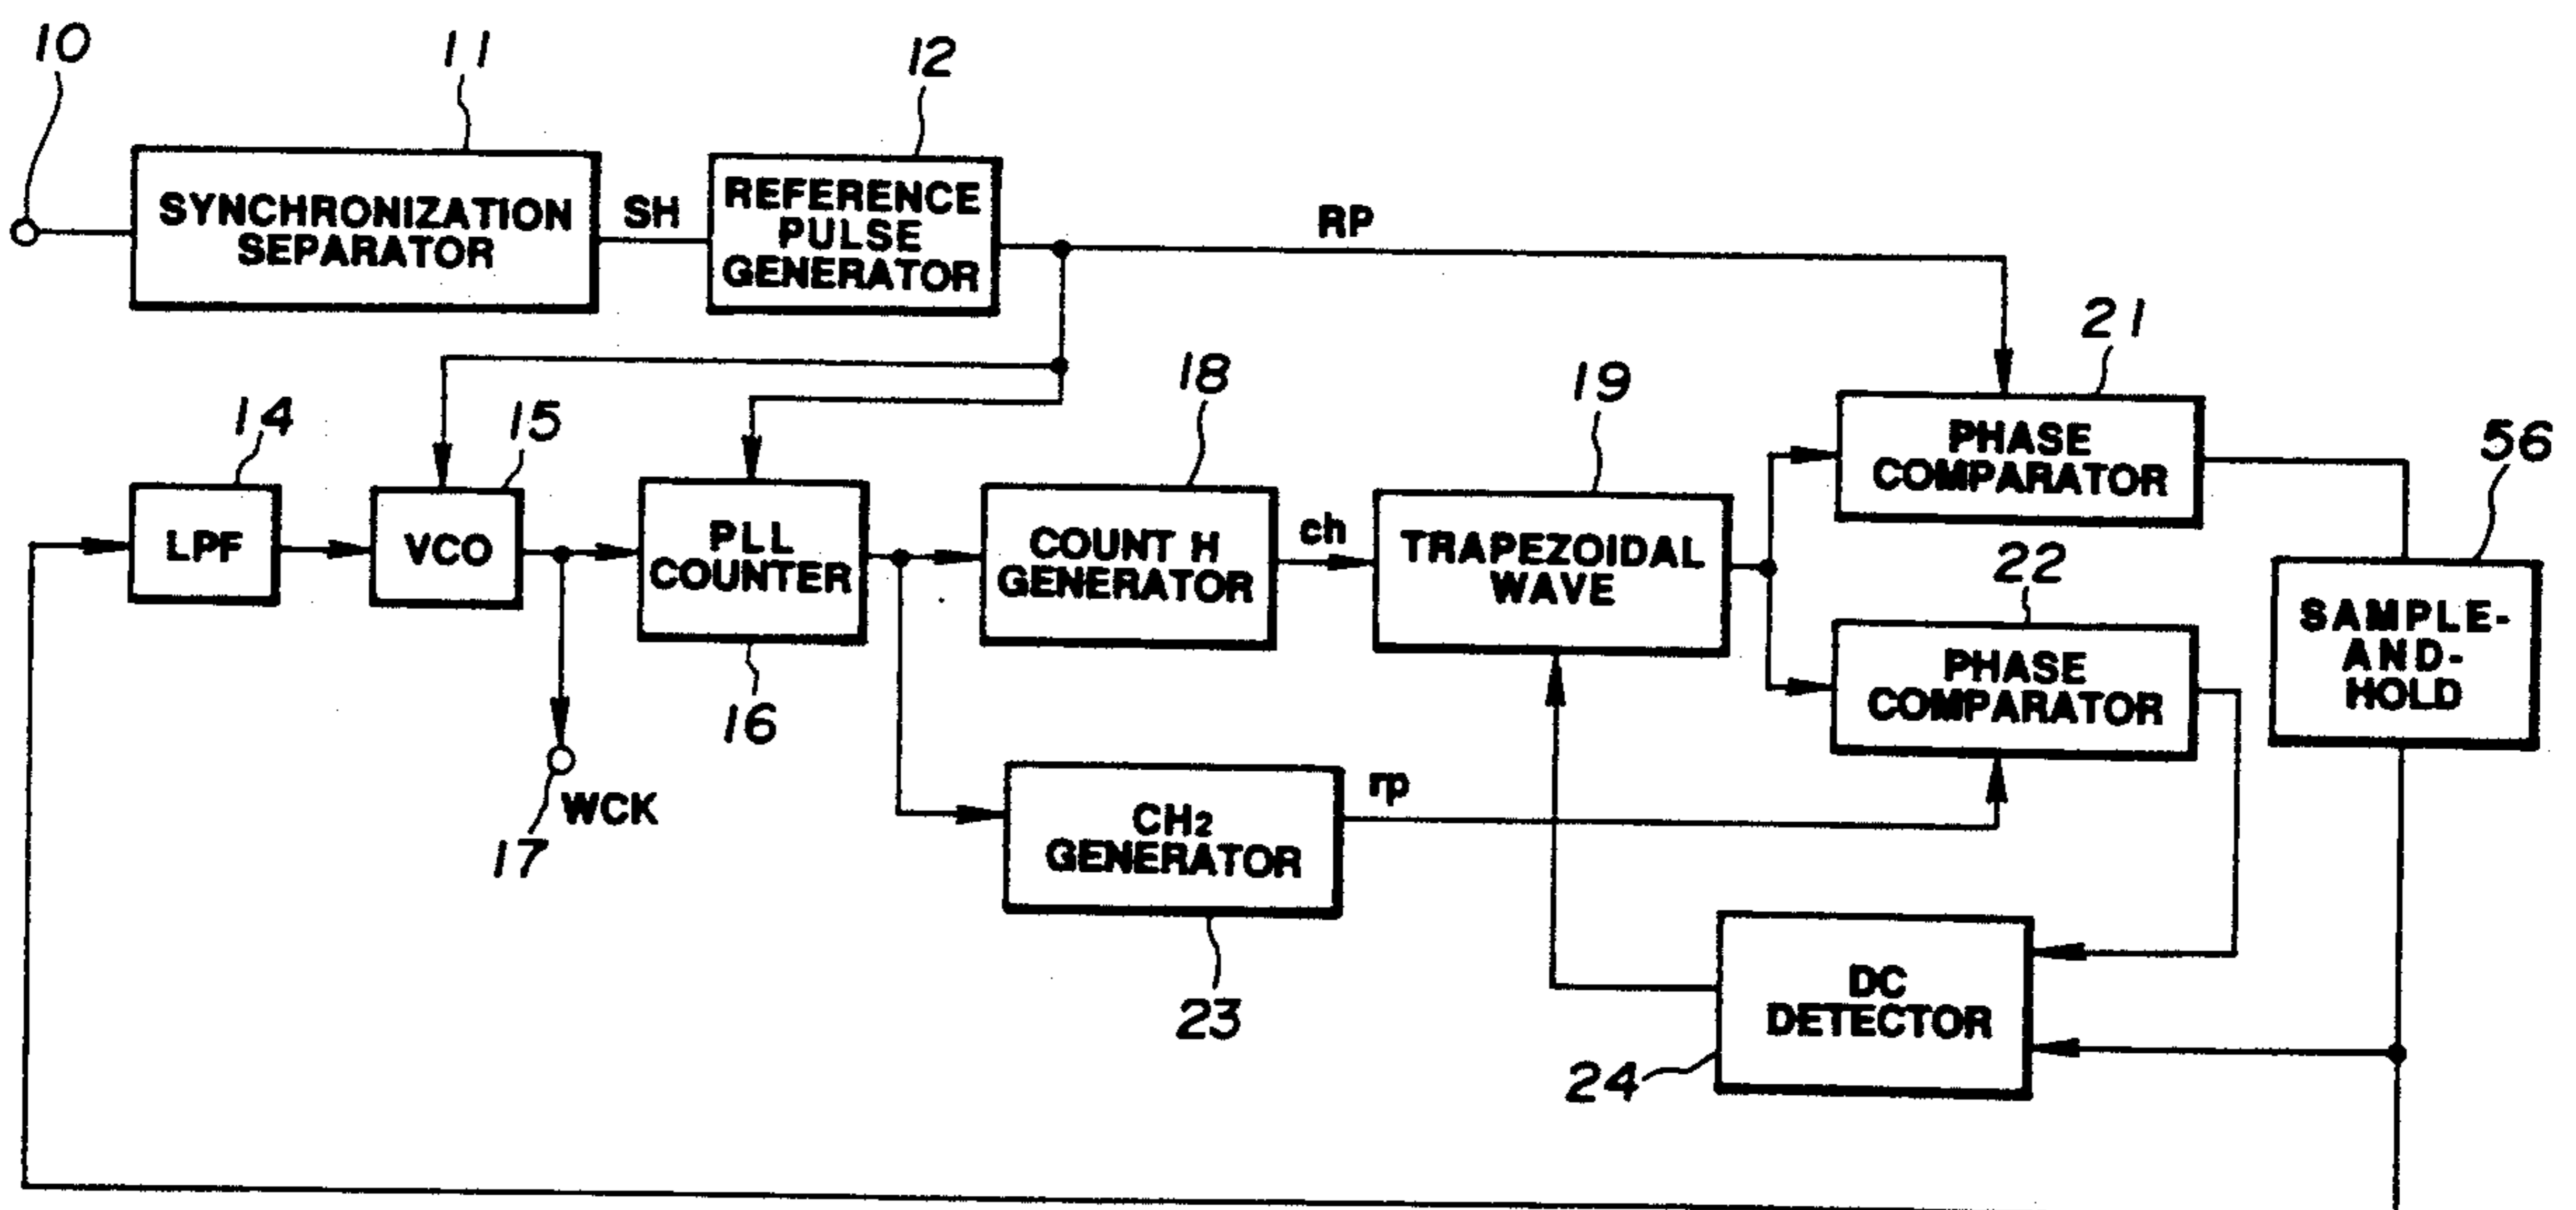 10
11
12
SYNCHRONIZATION
SEPARATOR
SH
REFERENCE
PULSE
GENERATOR
RP
21
14
15
18
19
56
LPF
VCO
PLL
COUNTER
COUNT H
GENERATOR
ch
TRAPEZOIDAL
WAVE
PHASE
COMPARATOR
22
PHASE
COMPARATOR
SAMPLE-
AND-
HOLD
16
17
WCK
CH2
GENERATOR
rp
23
DC
DETECTOR
24